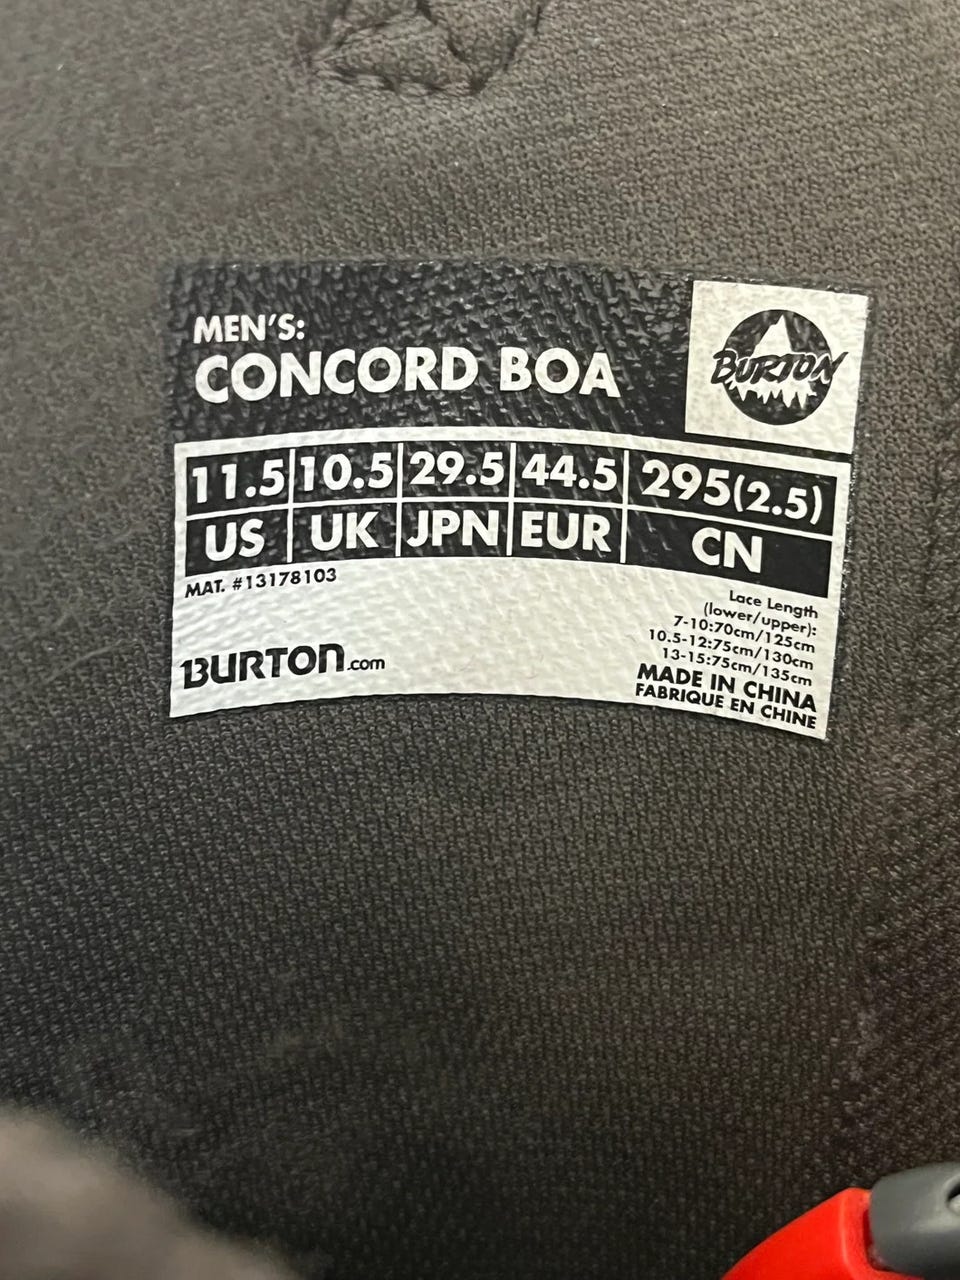 MEN'S:
CONCORD BOA
BURTON
11.5 10.5 29.5 44.5 295(2.5)
US UK JPN EUR CN
MAT. #13178103
Lace Length
(lower/upper):
7-10:70cm/125cm
10.5-12:75cm/130cm
13-15:75cm/135cm
BURTON.com
MADE IN CHINA
FABRIQUE EN CHINE